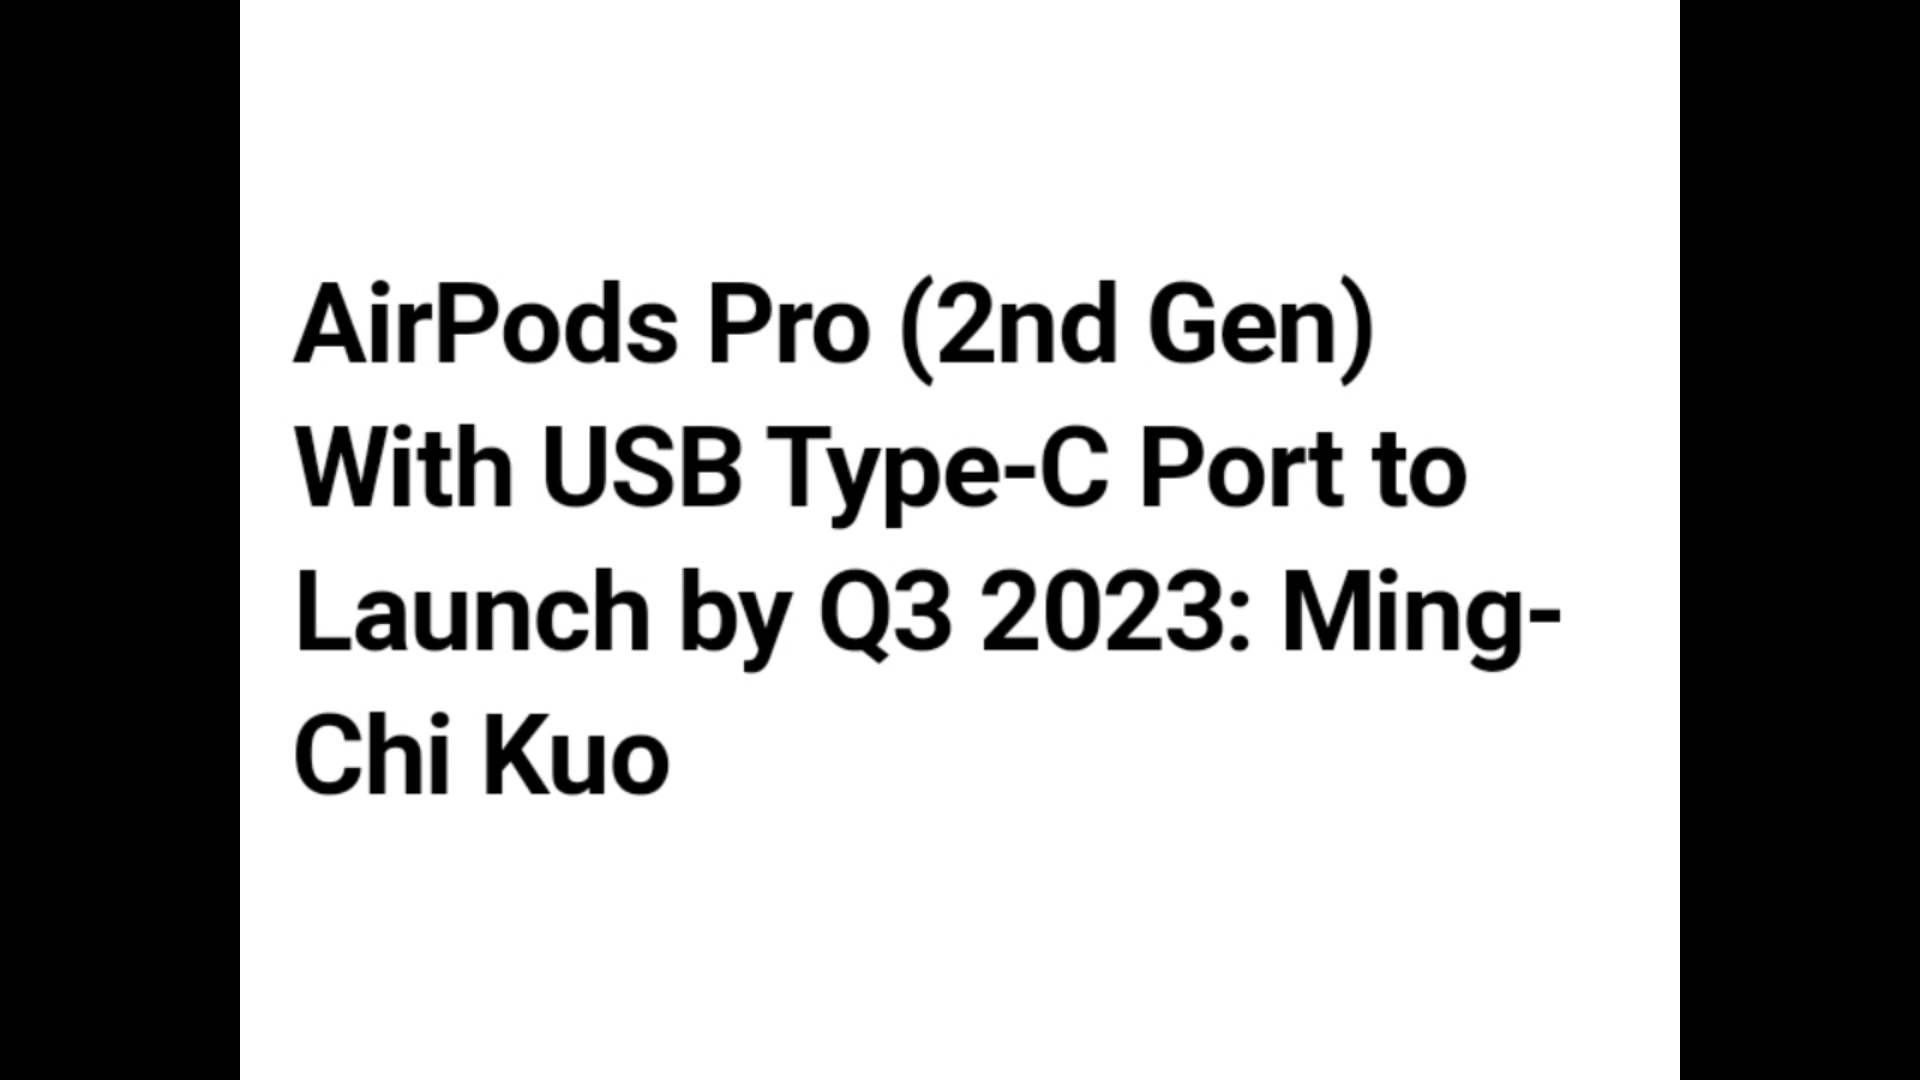 AirPods Pro (2nd Gen)
With USB Type-C Port to
Launch by Q3 2023: Ming-
Chi Kuo